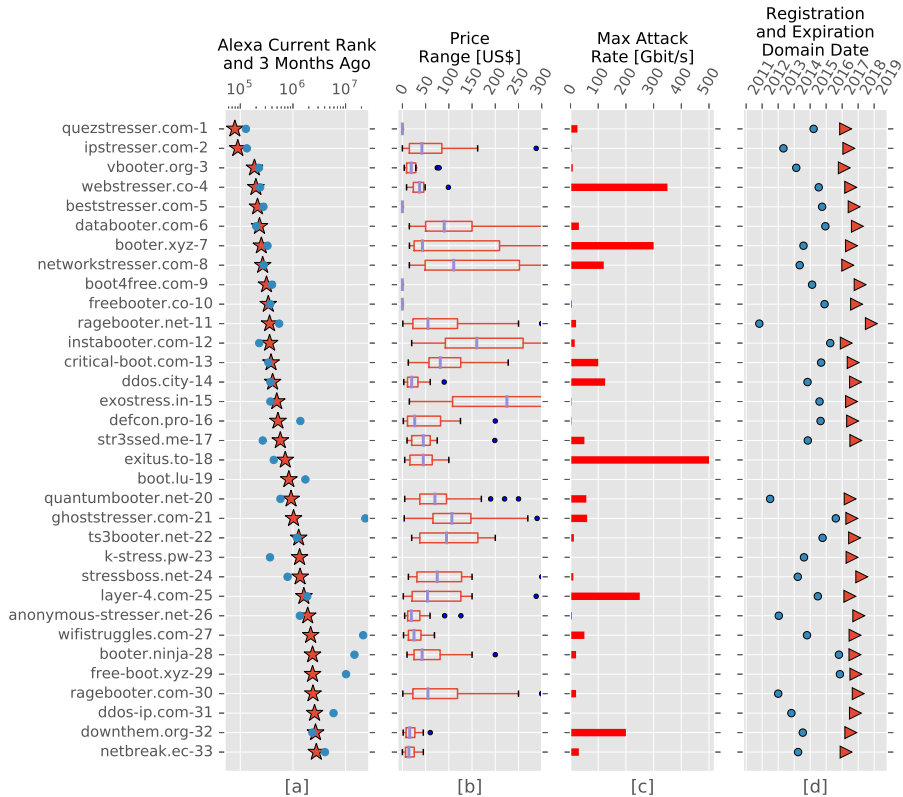 Alexa Current Rank
and 3 Months Ago
Price
Range [US$]
Max Attack
Rate [Gbit/s]
Registration
and Expiration
Domain Date
10^5 10^6 10^7
0 50 100 150 200 250 300
0 100 200 300 400 500
2011 2012 2013 2014 2015 2016 2017 2018 2019
quezstresser.com-1
ipstresser.com-2
vbooter.org-3
webstresser.co-4
beststresser.com-5
databooter.com-6
booter.xyz-7
networkstresser.com-8
boot4free.com-9
freebooter.co-10
ragebooter.net-11
instabooter.com-12
critical-boot.com-13
ddos.city-14
exostress.in-15
defcon.pro-16
str3ssed.me-17
exitus.to-18
boot.lu-19
quantumbooter.net-20
ghoststresser.com-21
ts3booter.net-22
k-stress.pw-23
stressboss.net-24
layer-4.com-25
anonymous-stresser.net-26
wifistruggles.com-27
booter.ninja-28
free-boot.xyz-29
ragebooter.com-30
ddos-ip.com-31
downthem.org-32
netbreak.ec-33
[a] [b] [c] [d]